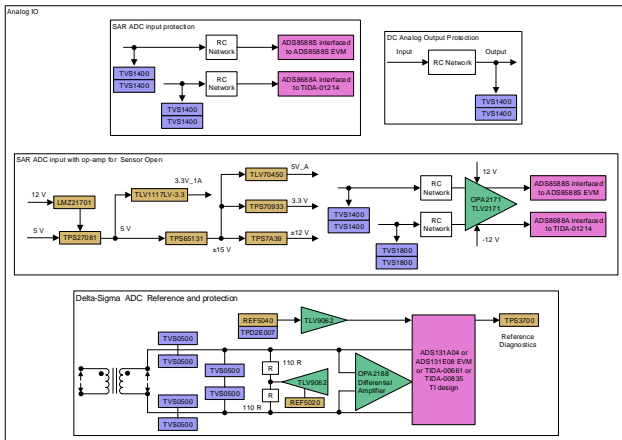 Analog IO
SAR ADC input protection
RC
Network
ADS8588S interfaced
to ADS8588S EVM
TVS1400
TVS1400
RC
Network
ADS8688A interfaced
to TIDA-01214
TVS1400
TVS1400
DC Analog Output Protection
Input
Output
RC Network
TVS1400
TVS1400
SAR ADC input with op-amp for Sensor Open
12 V
LMZ21701
5 V
TPS27081
5 V
3.3V_1A
TLV1117LV-3.3
TPS65131
±15 V
TLV70450
5V_A
TPS70933
3.3 V
TPS7A39
±12 V
TVS1400
TVS1400
RC
Network
TVS1800
TVS1800
RC
Network
12 V
OPA2171
TLV2171
-12 V
ADS8588S interfaced
to ADS8588S EVM
ADS8688A interfaced
to TIDA-01214
Delta-Sigma ADC Reference and protection
REF5040
TPD2E007
TLV9062
TPS3700
Reference
Diagnostics
TVS0500
TVS0500
TVS0500
TVS0500
TVS0500
TVS0500
110 R
R
R
110 R
TLV9062
REF5020
OPA2188
Differential
Amplifier
ADS131A04 or
ADS131E08 EVM
or TIDA-00661 or
TIDA-00835
TI design